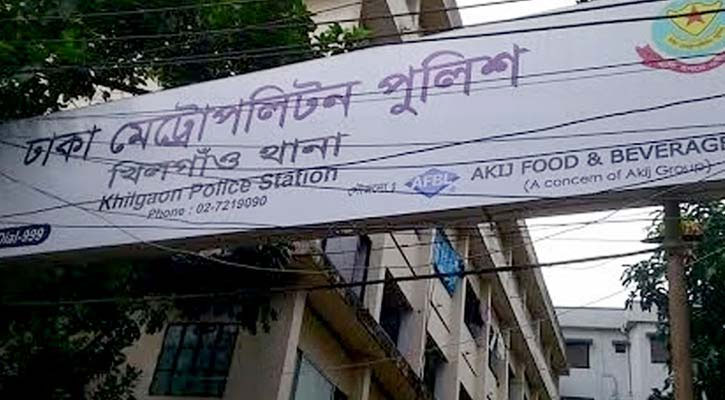 ঢাকা মেট্রোপলিটন পুলিশ
খিলগাঁও থানা
Khilgaon Police Station
Phone : 02-7219090
Dial-999
সৌজন্যে :
AFBL
AKIJ FOOD & BEVERAGE
(A concern of Akij Group)